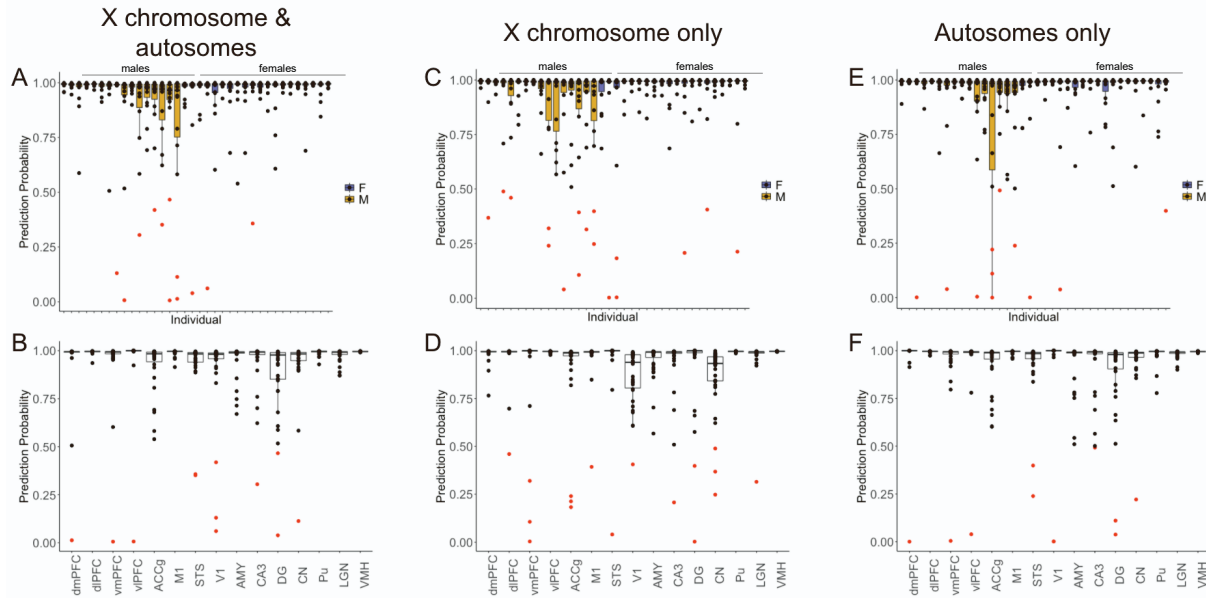 X chromosome &
autosomes
X chromosome only
Autosomes only
A
males
females
Prediction Probability
1.00
0.75
0.50
0.25
0.00
F
M
Individual
C
males
females
Prediction Probability
1.00
0.75
0.50
0.25
0.00
F
M
Individual
E
males
females
Prediction Probability
1.00
0.75
0.50
0.25
0.00
F
M
Individual
B
Prediction Probability
1.00
0.75
0.50
0.25
0.00
dmPFC
dlPFC
vmPFC
vlPFC
ACCg
M1
STS
V1
AMY
CA3
DG
CN
Pu
LGN
VMH
D
Prediction Probability
1.00
0.75
0.50
0.25
0.00
dmPFC
dlPFC
vmPFC
vlPFC
ACCg
M1
STS
V1
AMY
CA3
DG
CN
Pu
LGN
VMH
F
Prediction Probability
1.00
0.75
0.50
0.25
0.00
dmPFC
dlPFC
vmPFC
vlPFC
ACCg
M1
STS
V1
AMY
CA3
DG
CN
Pu
LGN
VMH